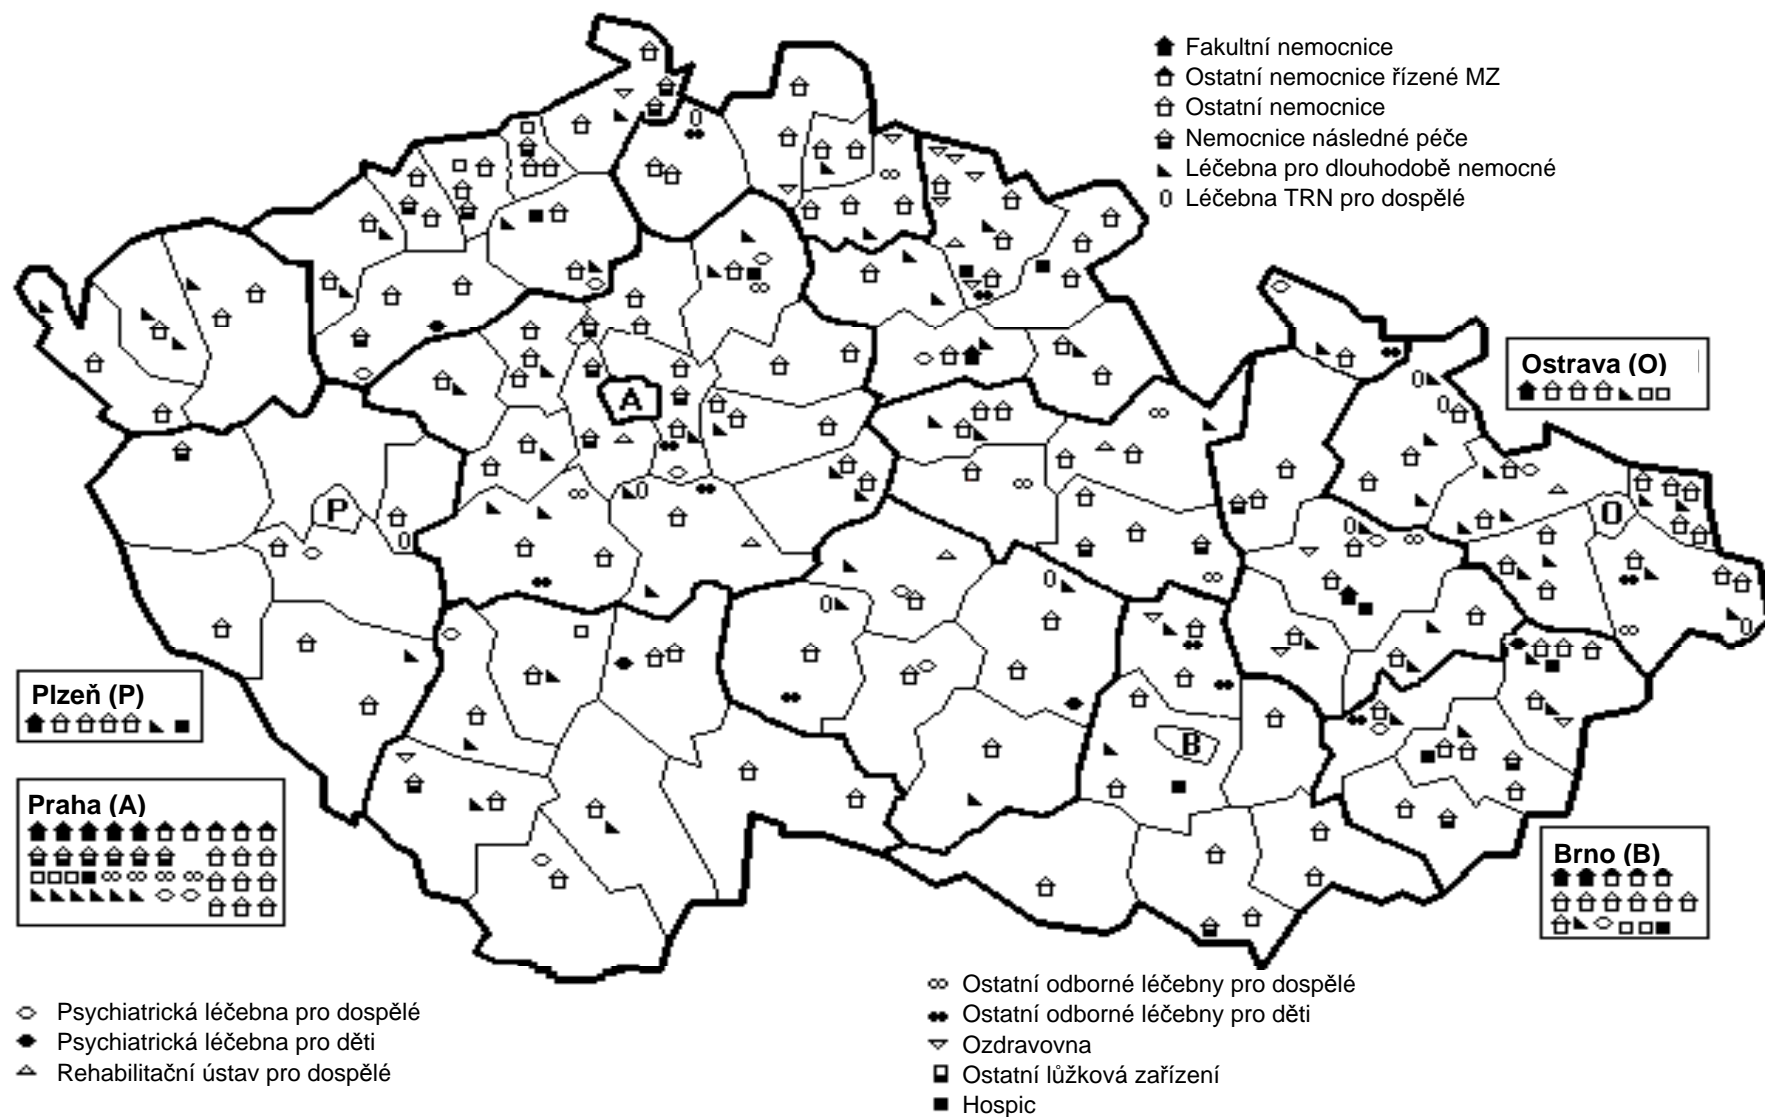 Fakultní nemocnice
Ostatní nemocnice řízené MZ
Ostatní nemocnice
Nemocnice následné péče
Léčebna pro dlouhodobě nemocné
Léčebna TRN pro dospělé
Ostrava (O)
A
P
O
B
Plzeň (P)
Praha (A)
Brno (B)
Psychiatrická léčebna pro dospělé
Psychiatrická léčebna pro děti
Rehabilitační ústav pro dospělé
Ostatní odborné léčebny pro dospělé
Ostatní odborné léčebny pro děti
Ozdravovna
Ostatní lůžková zařízení
Hospic